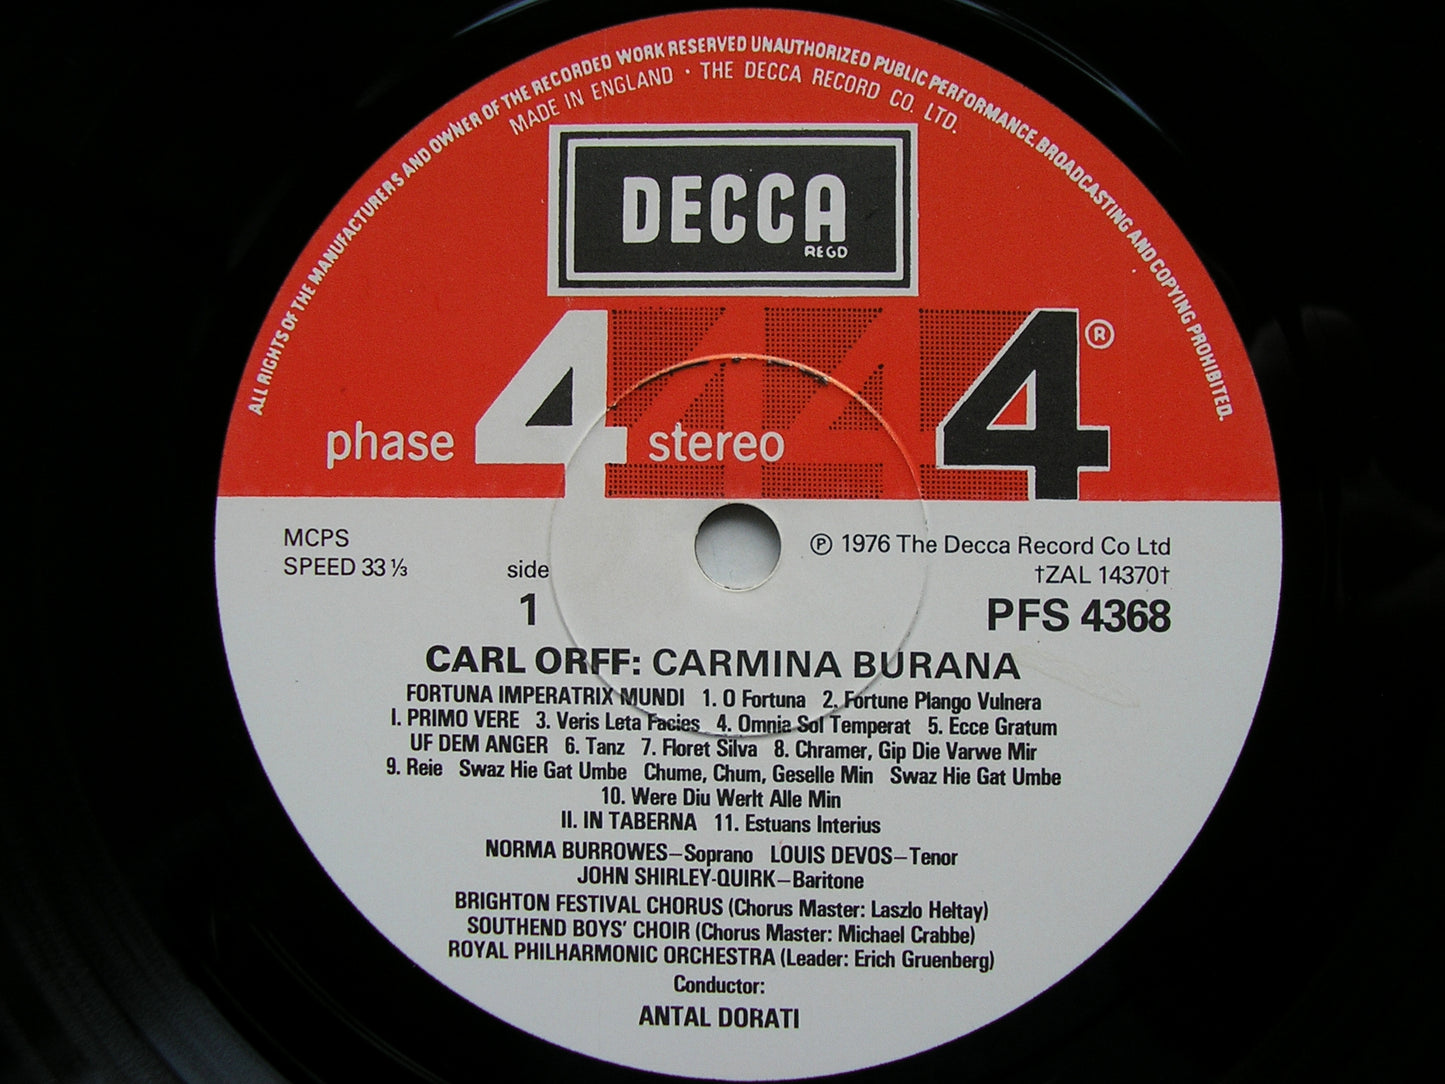 ALL RIGHTS OF THE MANUFACTURERS AND OWNER OF THE RECORDED WORK RESERVED UNAUTHORIZED PUBLIC PERFORMANCE, BROADCASTING AND COPYING PROHIBITED.
MADE IN ENGLAND · THE DECCA RECORD CO. LTD.
DECCA
REGD
phase 4 stereo 4 ®
MCPS
SPEED 33 ⅓
side
1
℗ 1976 The Decca Record Co Ltd
†ZAL 14370†
PFS 4368
CARL ORFF: CARMINA BURANA
FORTUNA IMPERATRIX MUNDI 1. O Fortuna 2. Fortune Plango Vulnera
I. PRIMO VERE 3. Veris Leta Facies 4. Omnia Sol Temperat 5. Ecce Gratum
UF DEM ANGER 6. Tanz 7. Floret Silva 8. Chramer, Gip Die Varwe Mir
9. Reie Swaz Hie Gat Umbe Chume, Chum, Geselle Min Swaz Hie Gat Umbe
10. Were Diu Werlt Alle Min
II. IN TABERNA 11. Estuans Interius
NORMA BURROWES—Soprano LOUIS DEVOS—Tenor
JOHN SHIRLEY-QUIRK—Baritone
BRIGHTON FESTIVAL CHORUS (Chorus Master: Laszlo Heltay)
SOUTHEND BOYS' CHOIR (Chorus Master: Michael Crabbe)
ROYAL PHILHARMONIC ORCHESTRA (Leader: Erich Gruenberg)
Conductor:
ANTAL DORATI